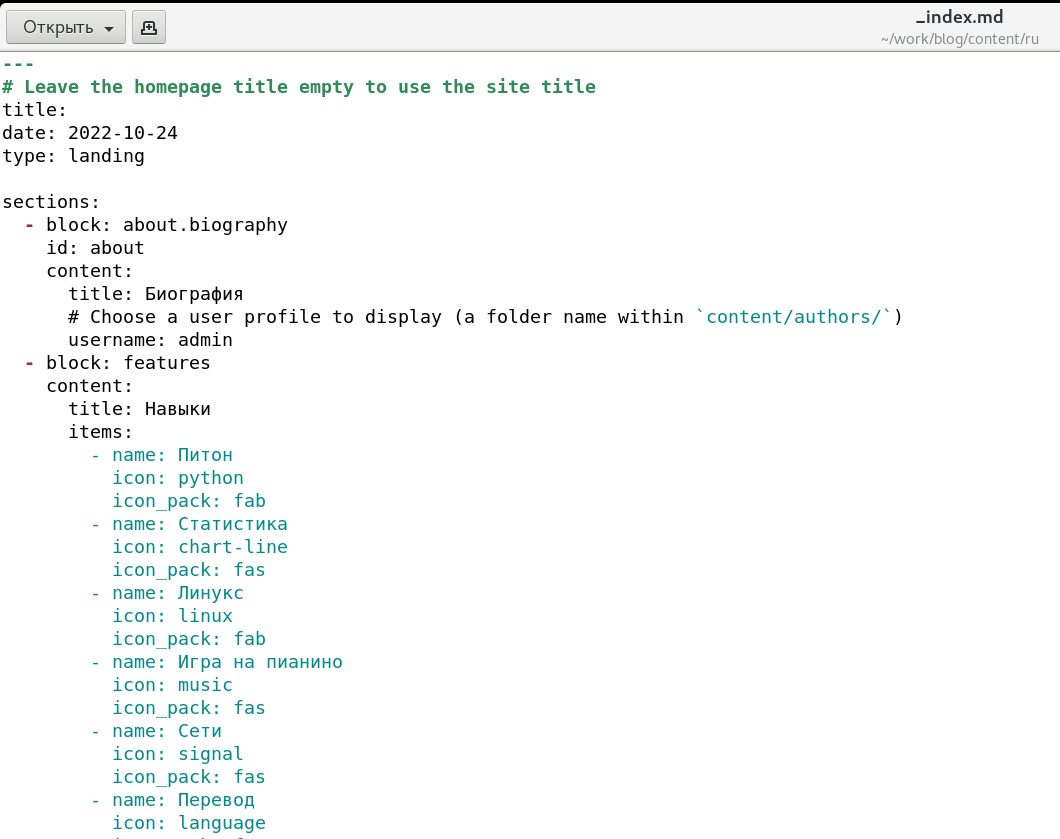 Открыть
_index.md
~/work/blog/content/ru
---
# Leave the homepage title empty to use the site title
title:
date: 2022-10-24
type: landing

sections:
  - block: about.biography
    id: about
    content:
      title: Биография
      # Choose a user profile to display (a folder name within `content/authors/`)
      username: admin
  - block: features
    content:
      title: Навыки
      items:
        - name: Питон
          icon: python
          icon_pack: fab
        - name: Статистика
          icon: chart-line
          icon_pack: fas
        - name: Линукс
          icon: linux
          icon_pack: fab
        - name: Игра на пианино
          icon: music
          icon_pack: fas
        - name: Сети
          icon: signal
          icon_pack: fas
        - name: Перевод
          icon: language